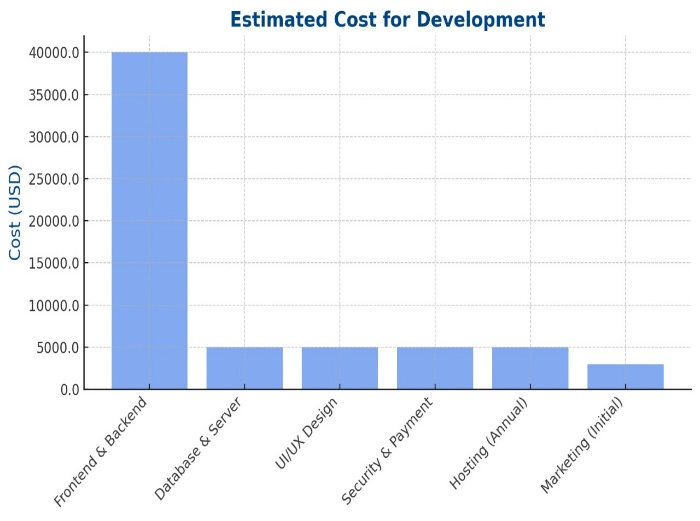 Estimated Cost for Development
Cost (USD)
40000.0
35000.0
30000.0
25000.0
20000.0
15000.0
10000.0
5000.0
0.0
Frontend & Backend
Database & Server
UI/UX Design
Security & Payment
Hosting (Annual)
Marketing (Initial)